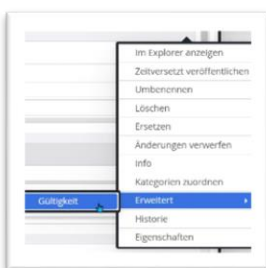 Im Explorer anzeigen
Zeitversetzt veröffentlichen
Umbenennen
Löschen
Ersetzen
Änderungen verwerfen
Info
Kategorien zuordnen
Gültigkeit
Erweitert
Historie
Eigenschaften